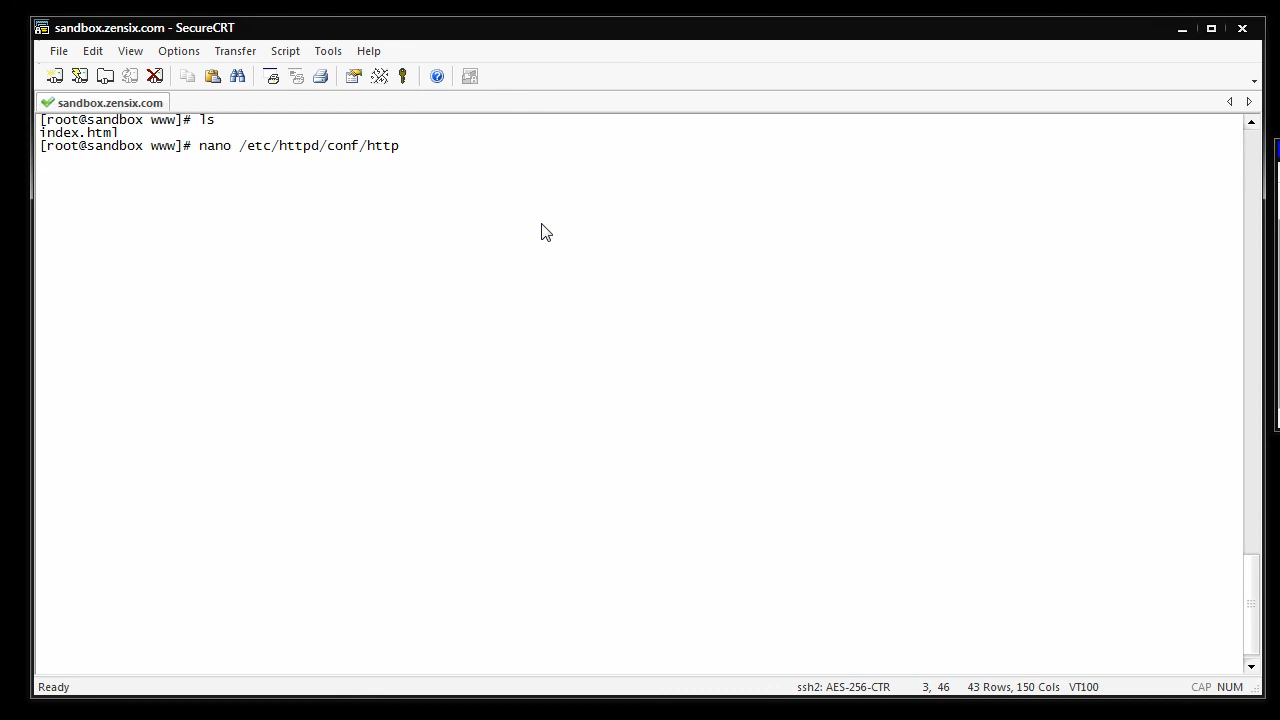 sandbox.zensix.com - SecureCRT
File Edit View Options Transfer Script Tools Help
sandbox.zensix.com
[root@sandbox www]# ls
index.html
[root@sandbox www]# nano /etc/httpd/conf/http
Ready ssh2: AES-256-CTR 3, 46 43 Rows, 150 Cols VT100 CAP NUM